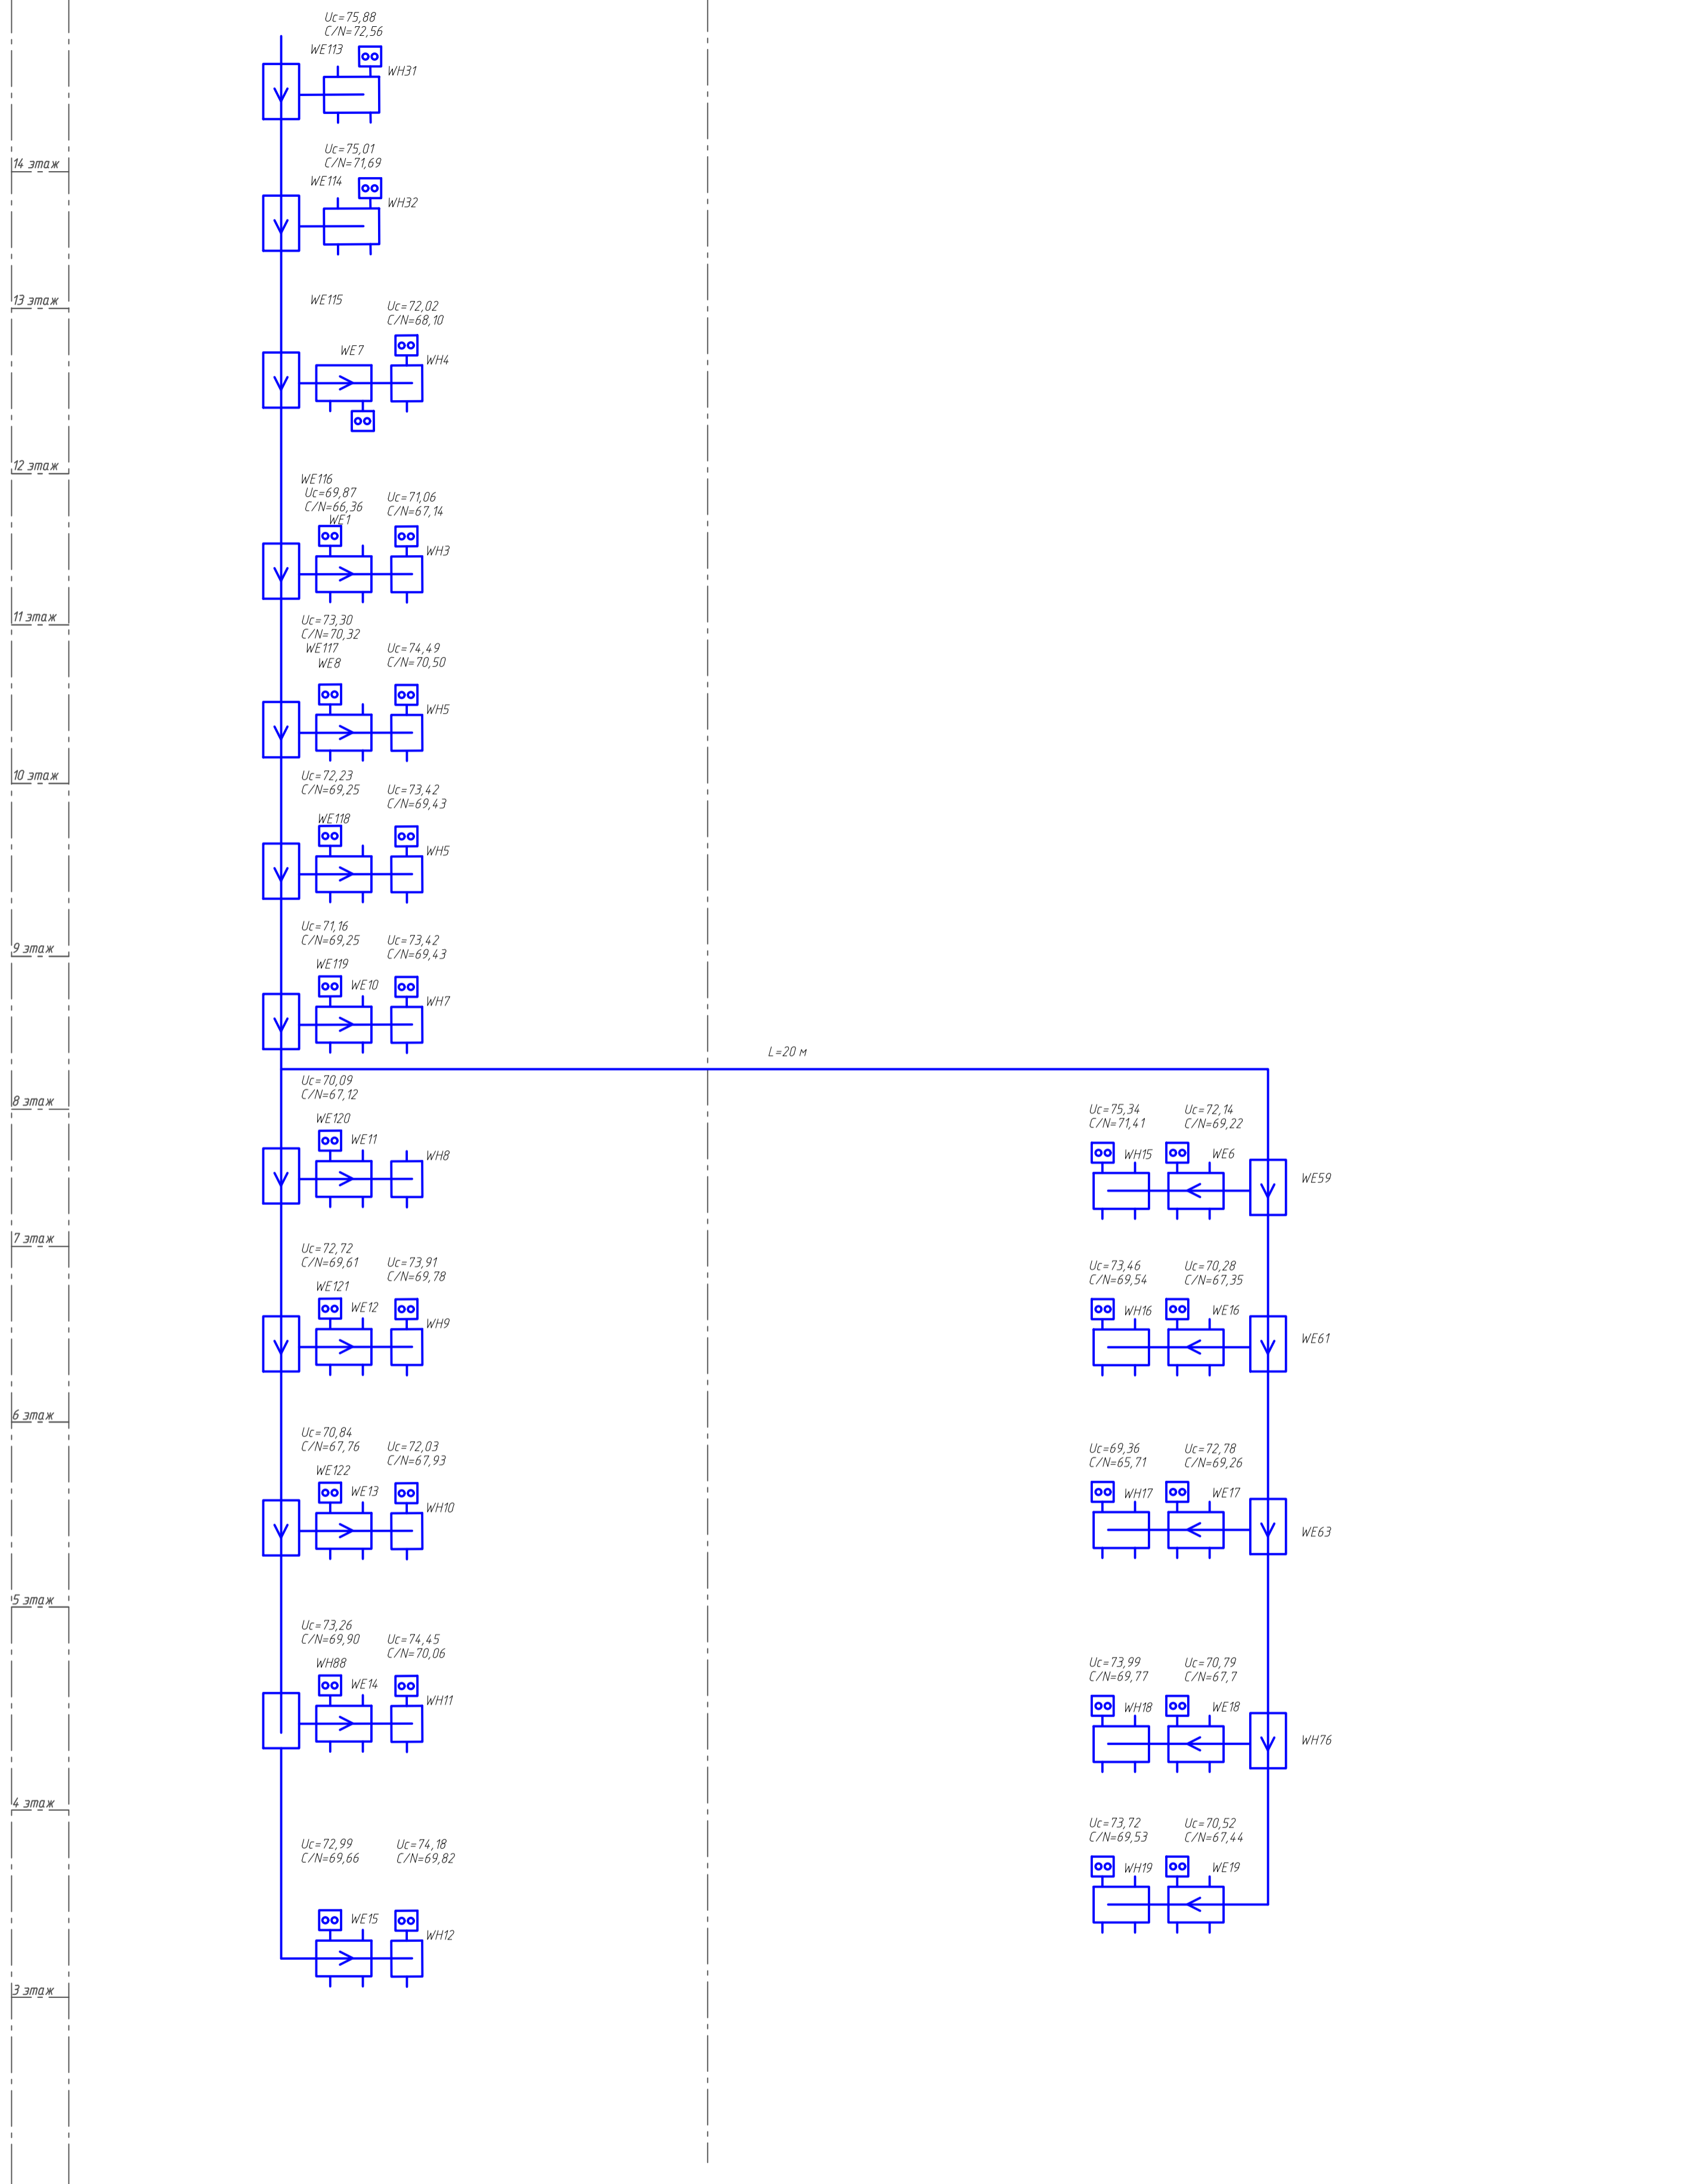 Uc=75,88
C/N=72,56
WE113
WH31
14 этаж
Uc=75,01
C/N=71,69
WE114
WH32
13 этаж
WE115
Uc=72,02
C/N=68,10
WE7
WH4
12 этаж
WE116
Uc=69,87
C/N=66,36
WE1
Uc=71,06
C/N=67,14
WH3
11 этаж
Uc=73,30
C/N=70,32
WE117
WE8
Uc=74,49
C/N=70,50
WH5
10 этаж
Uc=72,23
C/N=69,25
WE118
Uc=73,42
C/N=69,43
WH5
9 этаж
Uc=71,16
C/N=69,25
WE119
WE10
Uc=73,42
C/N=69,43
WH7
L=20 м
8 этаж
Uc=70,09
C/N=67,12
WE120
WE11
WH8
Uc=75,34
C/N=71,41
WH15
Uc=72,14
C/N=69,22
WE6
WE59
7 этаж
Uc=72,72
C/N=69,61
WE121
WE12
Uc=73,91
C/N=69,78
WH9
Uc=73,46
C/N=69,54
WH16
Uc=70,28
C/N=67,35
WE16
WE61
6 этаж
Uc=70,84
C/N=67,76
WE122
WE13
Uc=72,03
C/N=67,93
WH10
Uc=69,36
C/N=65,71
WH17
Uc=72,78
C/N=69,26
WE17
WE63
5 этаж
Uc=73,26
C/N=69,90
WH88
WE14
Uc=74,45
C/N=70,06
WH11
Uc=73,99
C/N=69,77
WH18
Uc=70,79
C/N=67,7
WE18
WH76
4 этаж
Uc=72,99
C/N=69,66
WE15
Uc=74,18
C/N=69,82
WH12
Uc=73,72
C/N=69,53
WH19
Uc=70,52
C/N=67,44
WE19
3 этаж